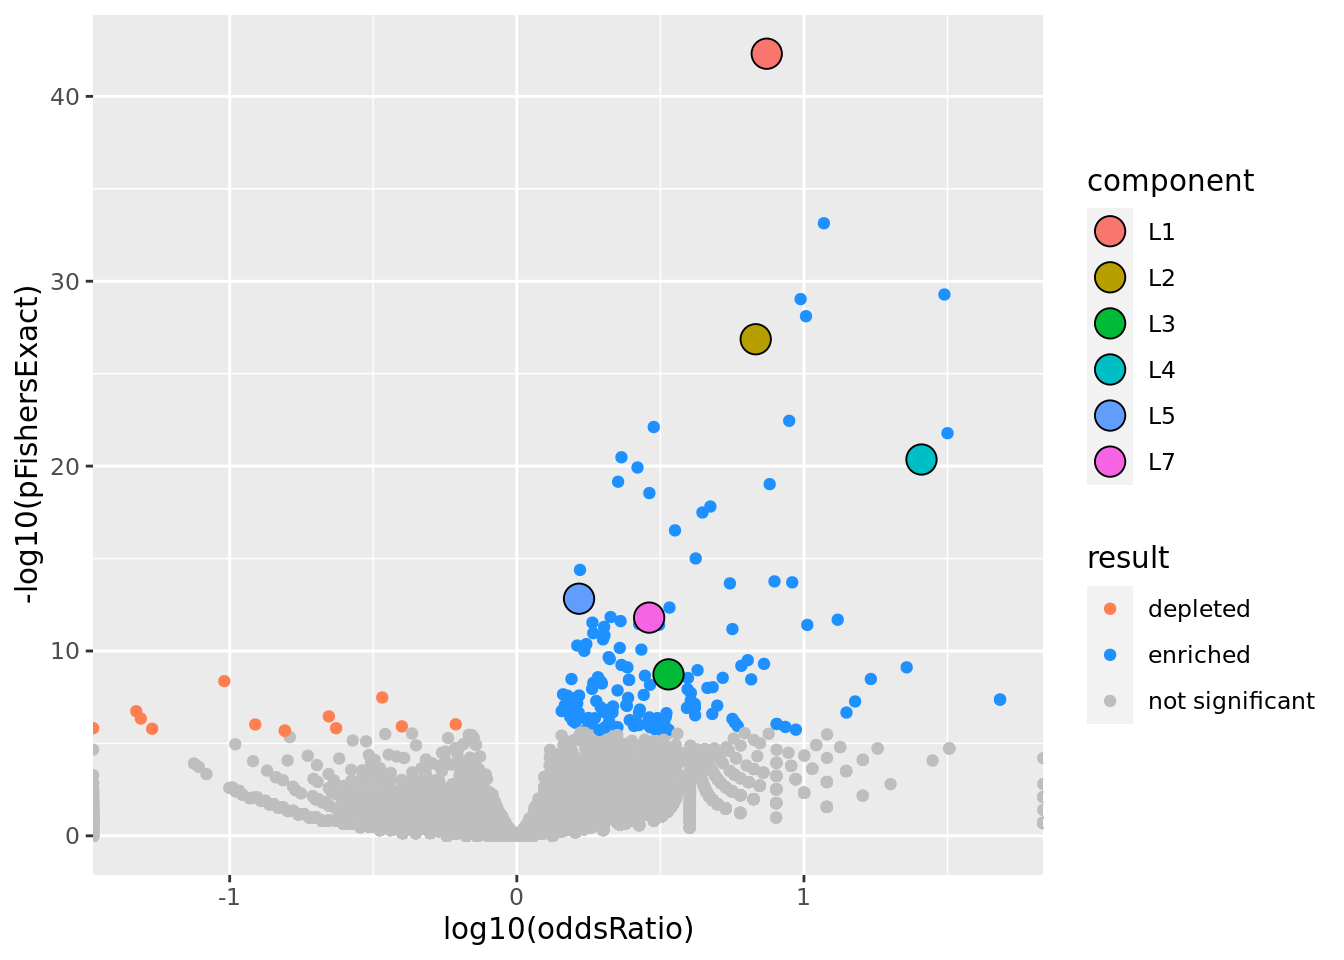 40
30
20
10
0
-log10(pFishersExact)
-1
0
1
log10(oddsRatio)
component
L1
L2
L3
L4
L5
L7
result
depleted
enriched
not significant